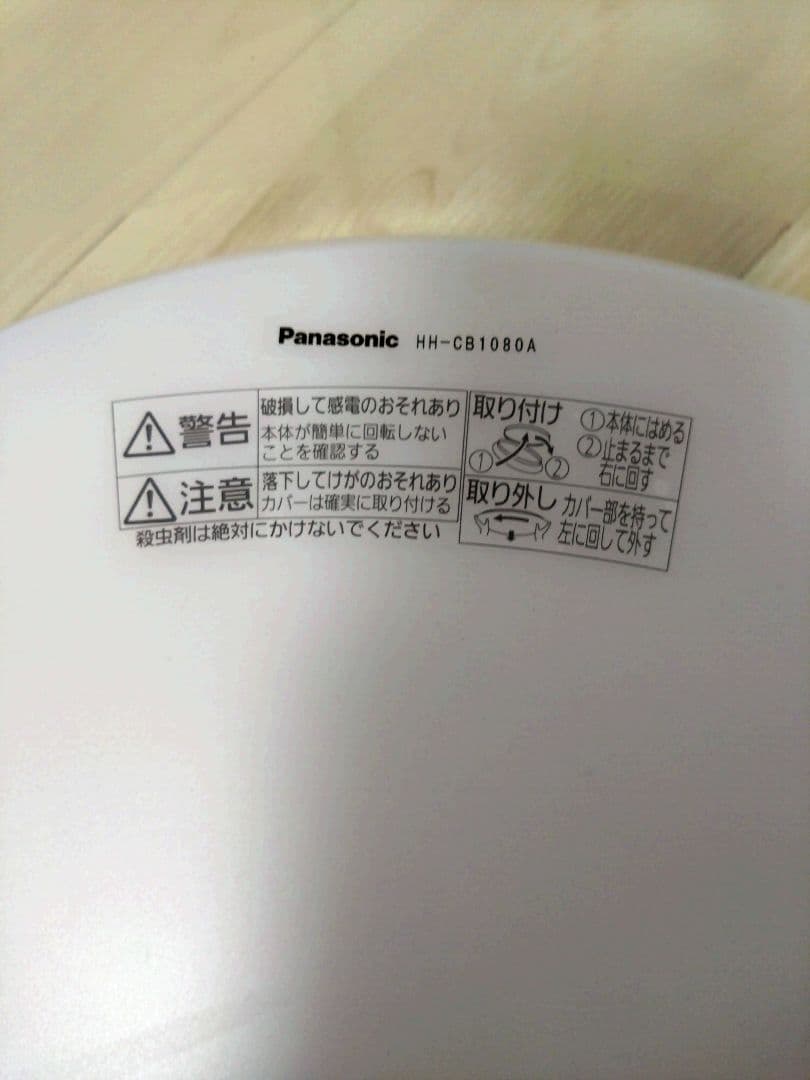 Panasonic HH-CB1080A
警告
破損して感電のおそれあり
本体が簡単に回転しない
ことを確認する
注意
落下してけがのおそれあり
カバーは確実に取り付ける
殺虫剤は絶対にかけないでください
取り付け
①本体にはめる
②止まるまで
右に回す
① ②
取り外し
カバー部を持って
左に回して外す